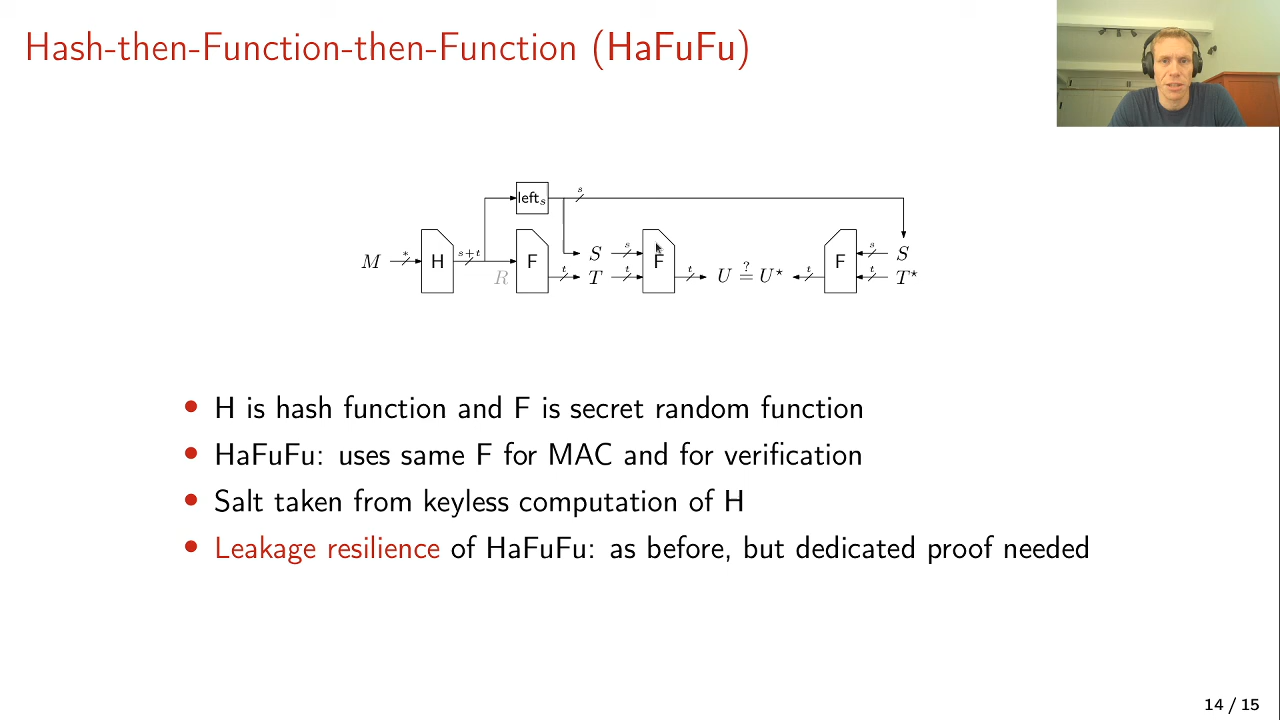 Hash-then-Function-then-Function (HaFuFu)
left_s
s
M
*
H
s+t
R
F
t
S
T
s
t
F
t
U ?= U⋆
t
F
s
t
S
T⋆
• H is hash function and F is secret random function
• HaFuFu: uses same F for MAC and for verification
• Salt taken from keyless computation of H
• Leakage resilience of HaFuFu: as before, but dedicated proof needed
14 / 15